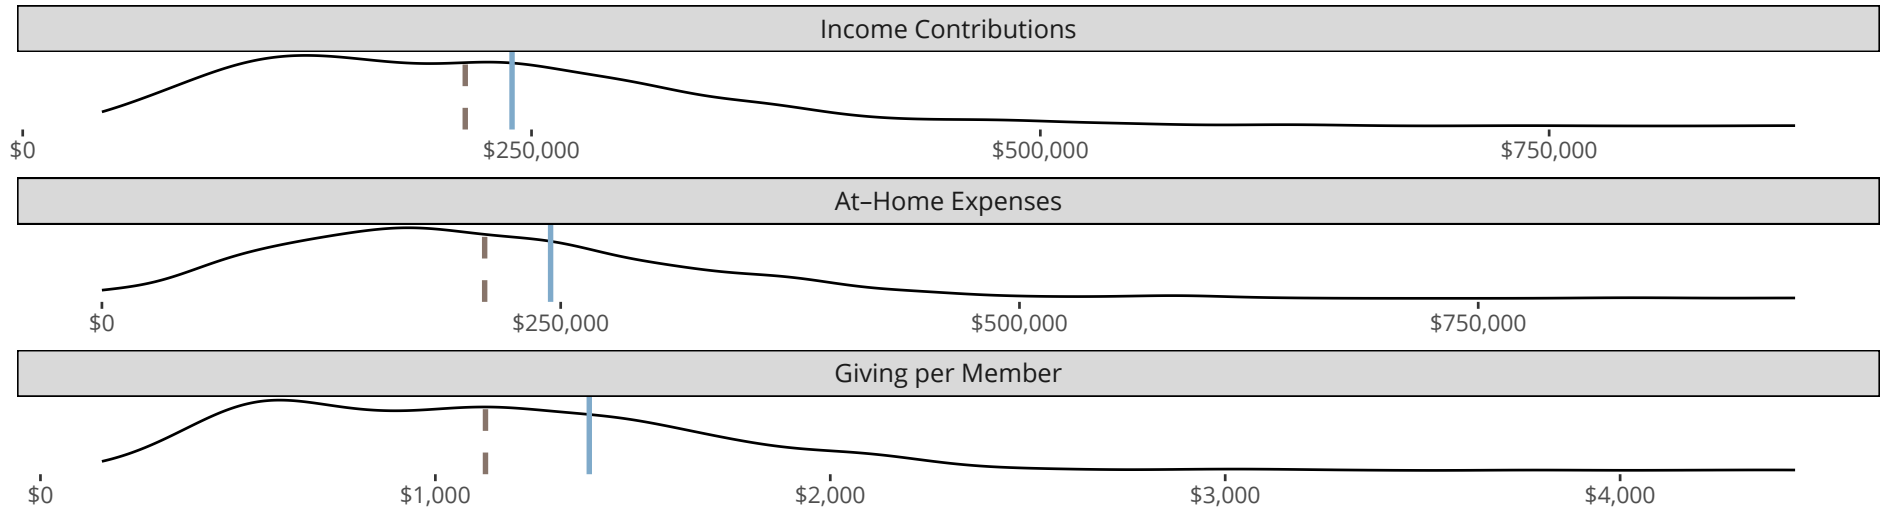 Income Contributions
$0 $250,000 $500,000 $750,000
At–Home Expenses
$0 $250,000 $500,000 $750,000
Giving per Member
$0 $1,000 $2,000 $3,000 $4,000